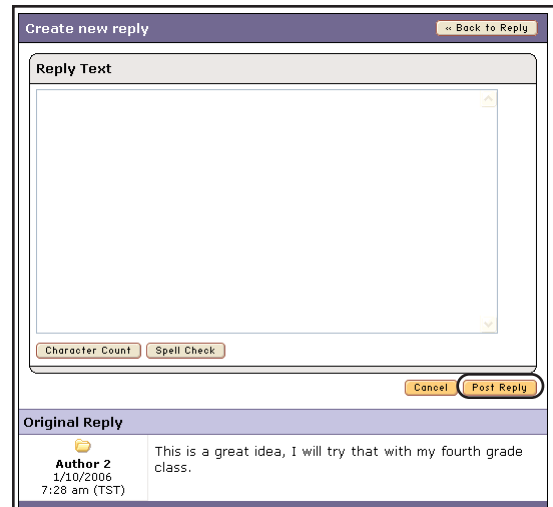 Create new reply
« Back to Reply
Reply Text
Character Count
Spell Check
Cancel
Post Reply
Original Reply
Author 2
1/10/2006
7:28 am (TST)
This is a great idea, I will try that with my fourth grade
class.